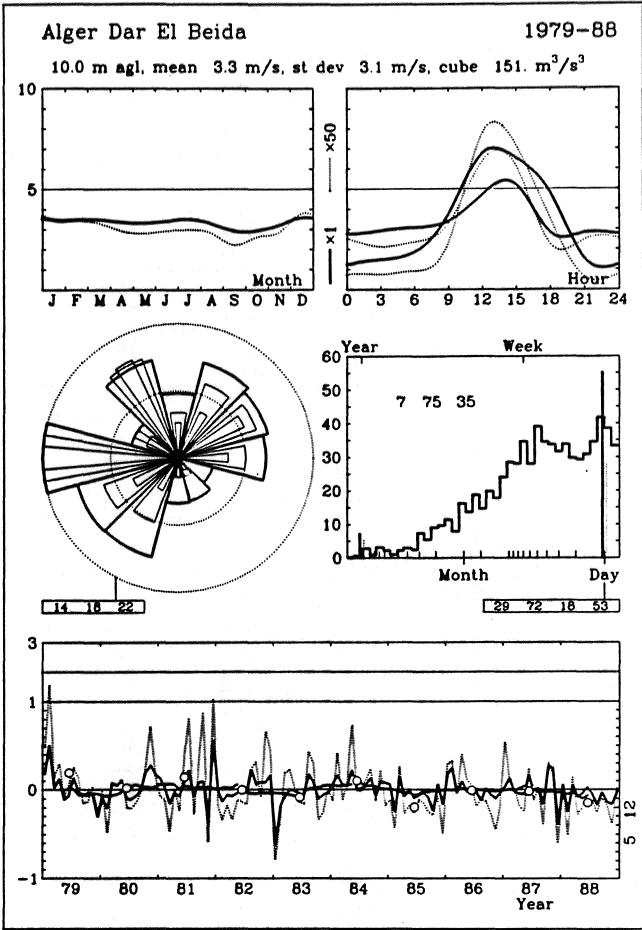 Alger Dar El Beida 1979-88
10.0 m agl, mean 3.3 m/s, st dev 3.1 m/s, cube 151. m³/s³
10
5
Month
J F M A M J J A S O N D
×1 ×50
Hour
0 3 6 9 12 15 18 21 24
14 18 22
Year Week
60
50
40
30
20
10
0
7 75 35
Month Day
29 72 18 53
3
1
0
-1
79 80 81 82 83 84 85 86 87 88
Year
5 12